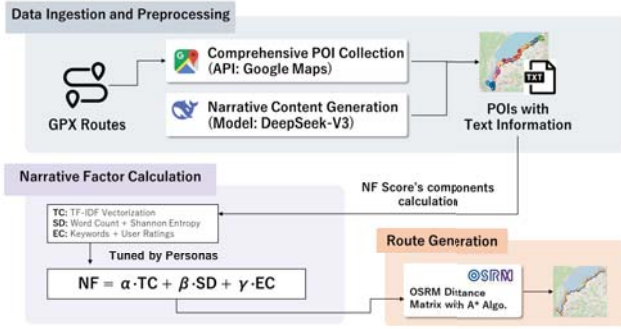 Data Ingestion and Preprocessing
Comprehensive POI Collection
(API: Google Maps)
GPX Routes
Narrative Content Generation
(Model: DeepSeek-V3)
TXT
POIs with
Text Information
Narrative Factor Calculation
NF Score's components
calculation
TC: TF-IDF Vectorization
SD: Word Count + Shannon Entropy
EC: Keywords + User Ratings
Tuned by Personas
NF = α·TC + β·SD + γ·EC
Route Generation
OSRM
OSRM Distance
Matrix with A* Algo.